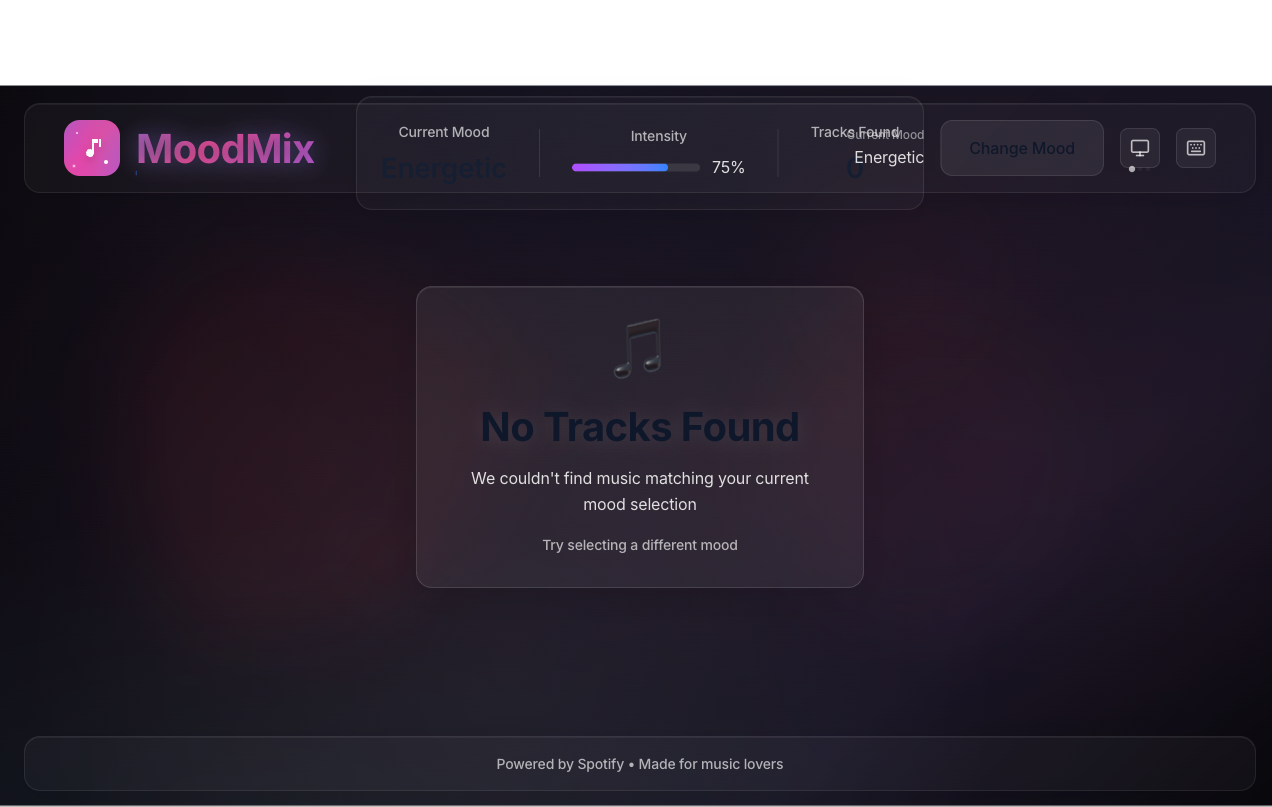 MoodMix
Current Mood
Energetic
Intensity
75%
Tracks Found
0
Current Mood
Energetic
Change Mood
No Tracks Found
We couldn't find music matching your current
mood selection
Try selecting a different mood
Powered by Spotify • Made for music lovers